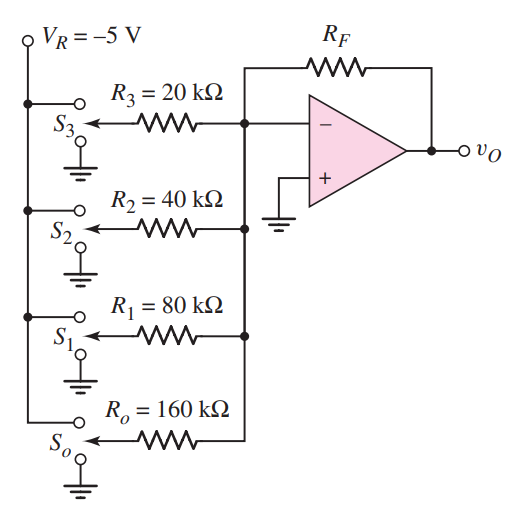 V_R = –5 V
R_F
R_3 = 20 kΩ
S_3
–
+
v_O
R_2 = 40 kΩ
S_2
R_1 = 80 kΩ
S_1
R_o = 160 kΩ
S_o